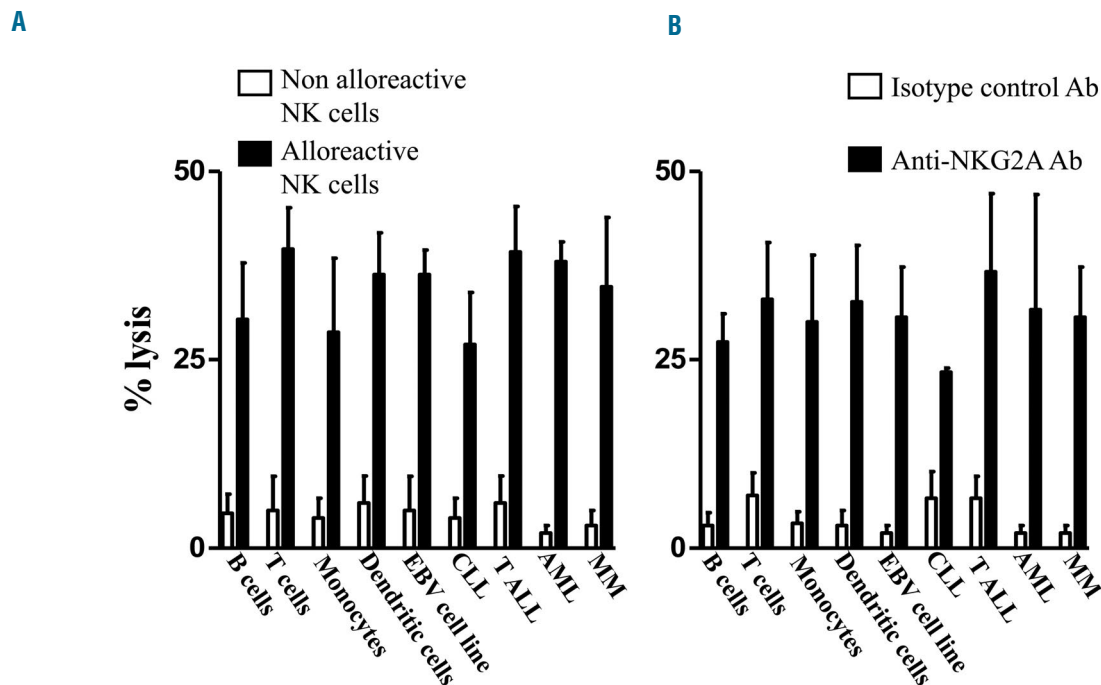 A
Non alloreactive
NK cells
Alloreactive
NK cells
50
25
0
% lysis
B cells
T cells
Monocytes
Dendritic cells
EBV cell line
CLL
T ALL
AML
MM
B
Isotype control Ab
Anti-NKG2A Ab
50
25
0
B cells
T cells
Monocytes
Dendritic cells
EBV cell line
CLL
T ALL
AML
MM